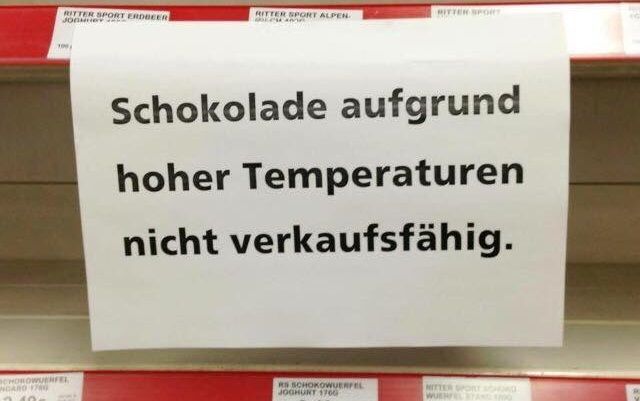 RITTER SPORT ERDBEER
RITTER SPORT ALPEN-
RITTER SPORT
Schokolade aufgrund
hoher Temperaturen
nicht verkaufsfähig.
RS SCHOKOWUERFEL
JOGHURT 176G
RITTER SPORT SCHOKO